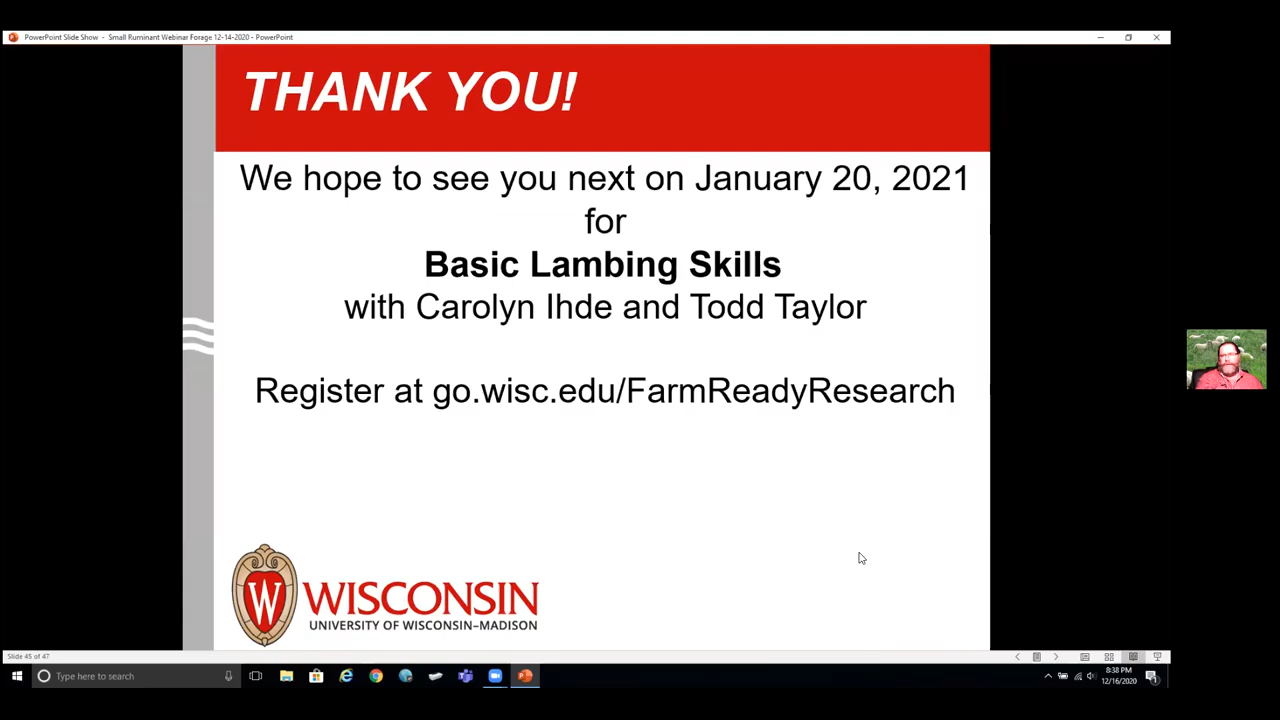 PowerPoint Slide Show - Small Ruminant Webinar Forage 12-14-2020 - PowerPoint
THANK YOU!
We hope to see you next on January 20, 2021
for
Basic Lambing Skills
with Carolyn Ihde and Todd Taylor
Register at go.wisc.edu/FarmReadyResearch
W
WISCONSIN
UNIVERSITY OF WISCONSIN–MADISON
Slide 45 of 47
Type here to search
8:38 PM
12/16/2020